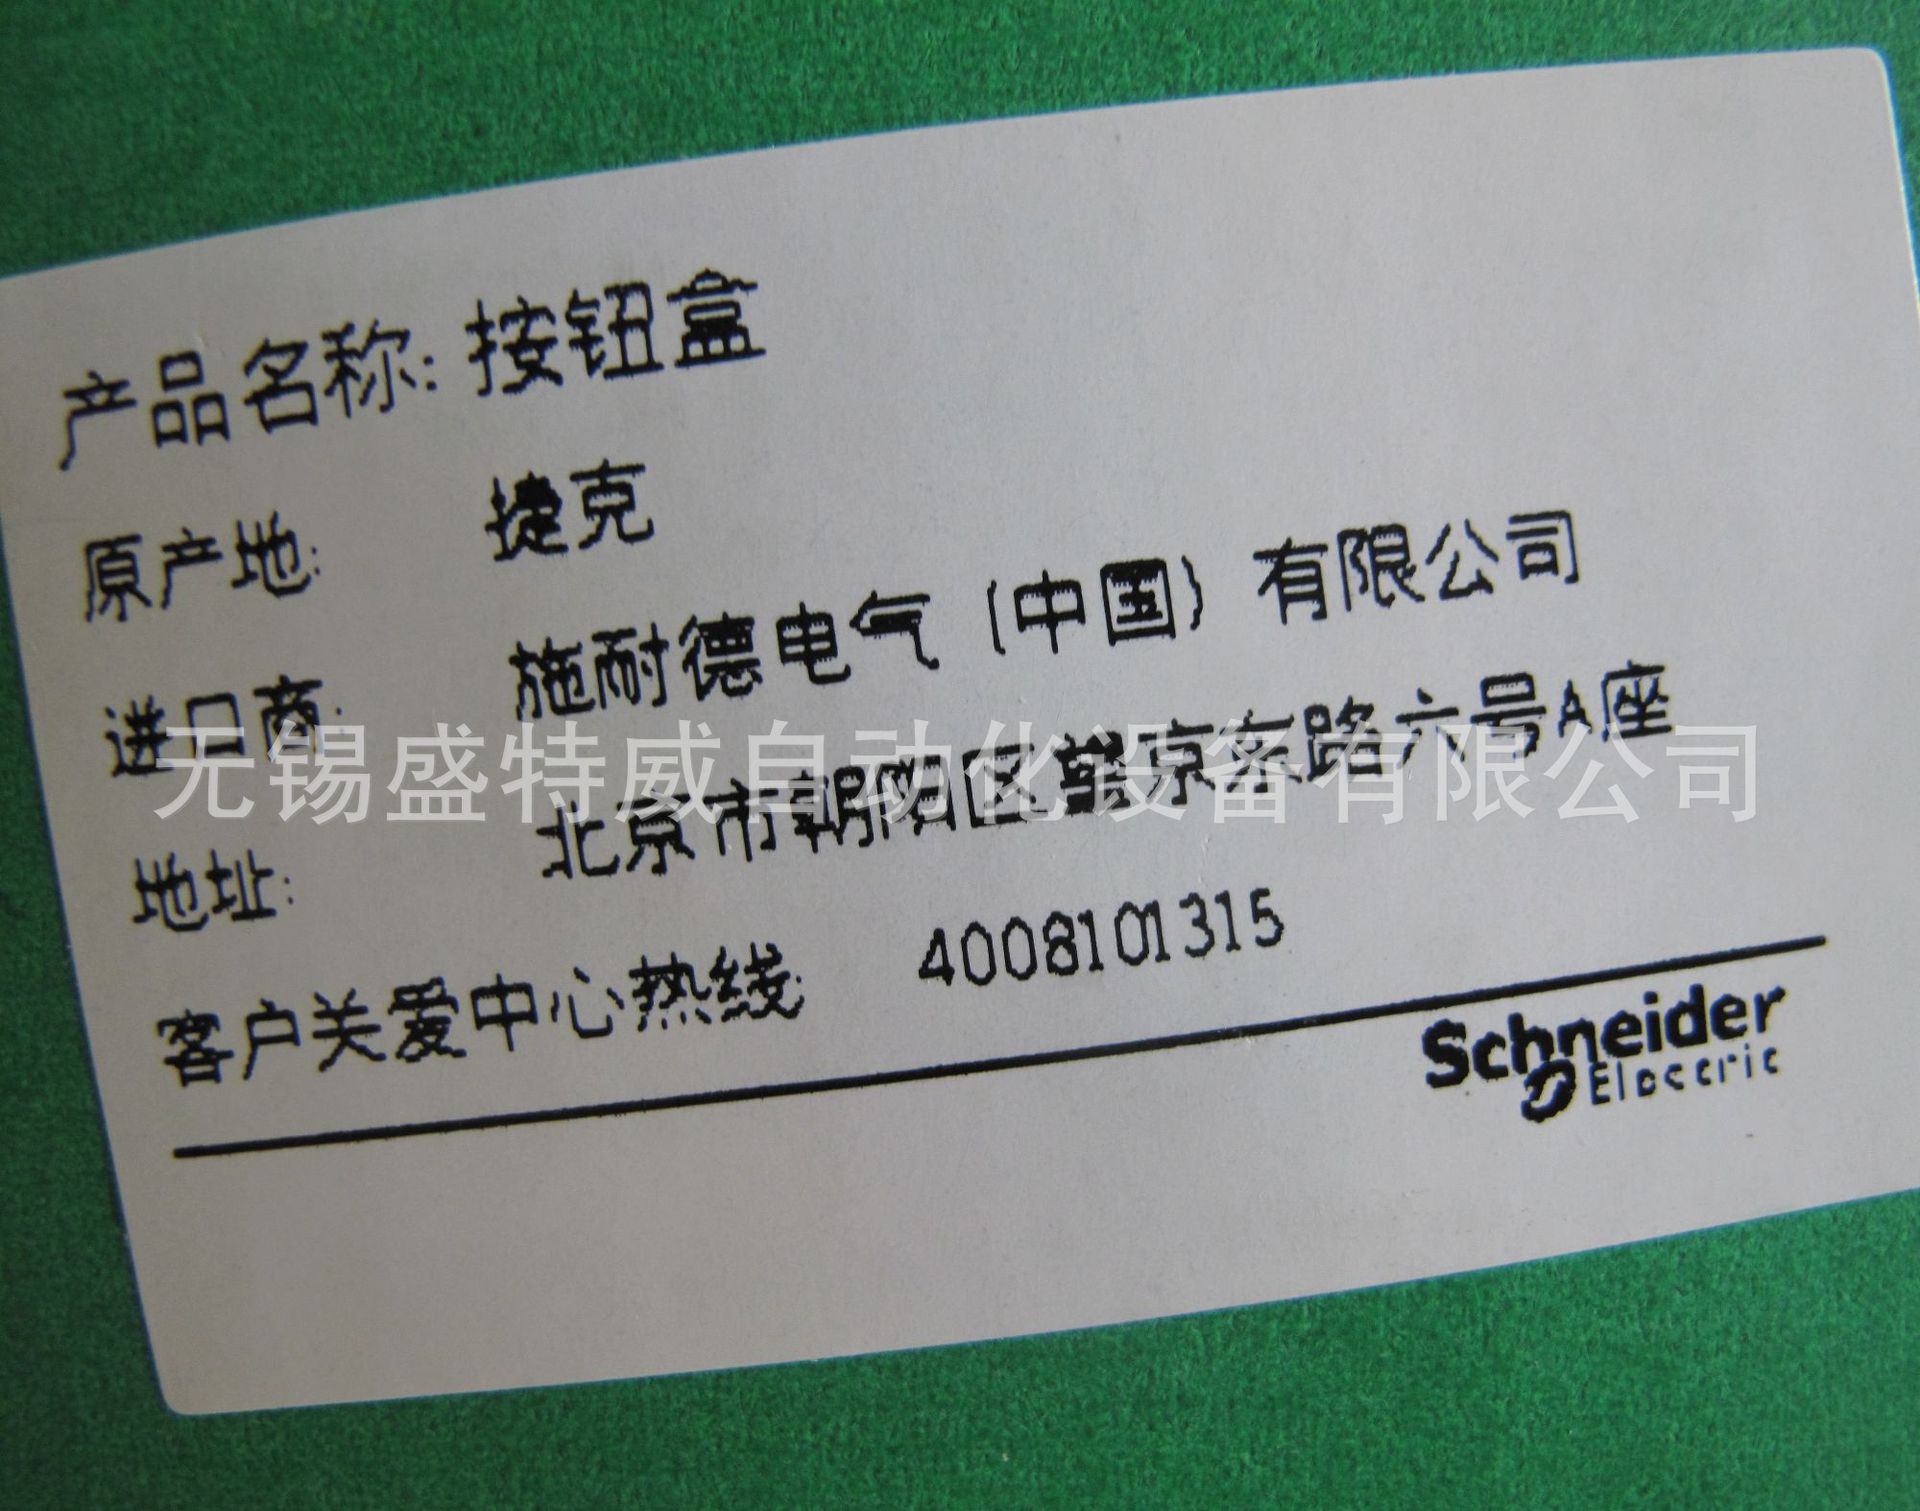 产品名称: 按钮盒
原产地: 捷克
进口商: 施耐德电气 (中国) 有限公司
无锡盛特威自动化设备有限公司
地址: 北京市朝阳区望京东路六号A座
客户关爱中心热线: 4008101315
Schneider
Electric